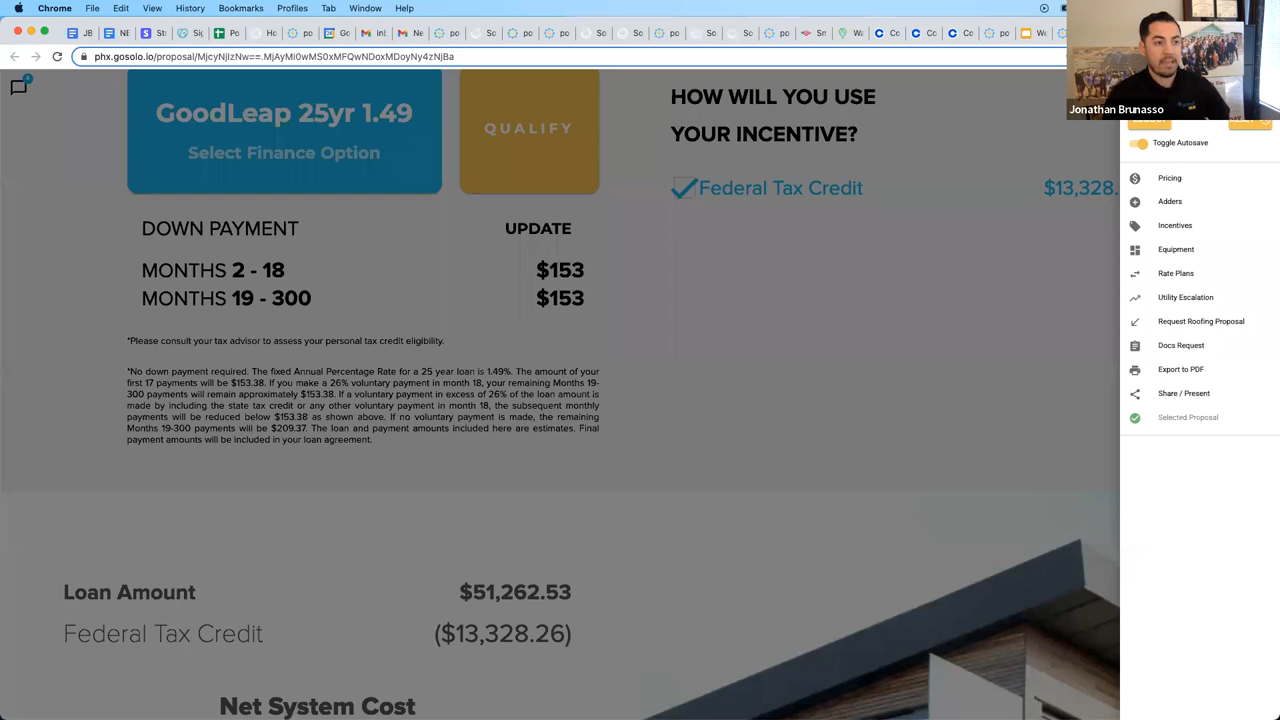 Chrome File Edit View History Bookmarks Profiles Tab Window Help
phx.gosolo.io/proposal/MjcyNjIzNw==.MjAyMi0wMS0xMFQwNDoxMDoyNy4zNjBa
Jonathan Brunasso
GoodLeap 25yr 1.49
Select Finance Option
QUALIFY
DOWN PAYMENT UPDATE
MONTHS 2 - 18 $153
MONTHS 19 - 300 $153
*Please consult your tax advisor to assess your personal tax credit eligibility.
*No down payment required. The fixed Annual Percentage Rate for a 25 year loan is 1.49%. The amount of your
first 17 payments will be $153.38. If you make a 26% voluntary payment in month 18, your remaining Months 19-
300 payments will remain approximately $153.38. If a voluntary payment in excess of 26% of the loan amount is
made by including the state tax credit or any other voluntary payment in month 18, the subsequent monthly
payments will be reduced below $153.38 as shown above. If no voluntary payment is made, the remaining
Months 19-300 payments will be $209.37. The loan and payment amounts included here are estimates. Final
payment amounts will be included in your loan agreement.
HOW WILL YOU USE
YOUR INCENTIVE?
Federal Tax Credit $13,328.
Loan Amount $51,262.53
Federal Tax Credit ($13,328.26)
Net System Cost
Toggle Autosave
Pricing
Adders
Incentives
Equipment
Rate Plans
Utility Escalation
Request Roofing Proposal
Docs Request
Export to PDF
Share / Present
Selected Proposal